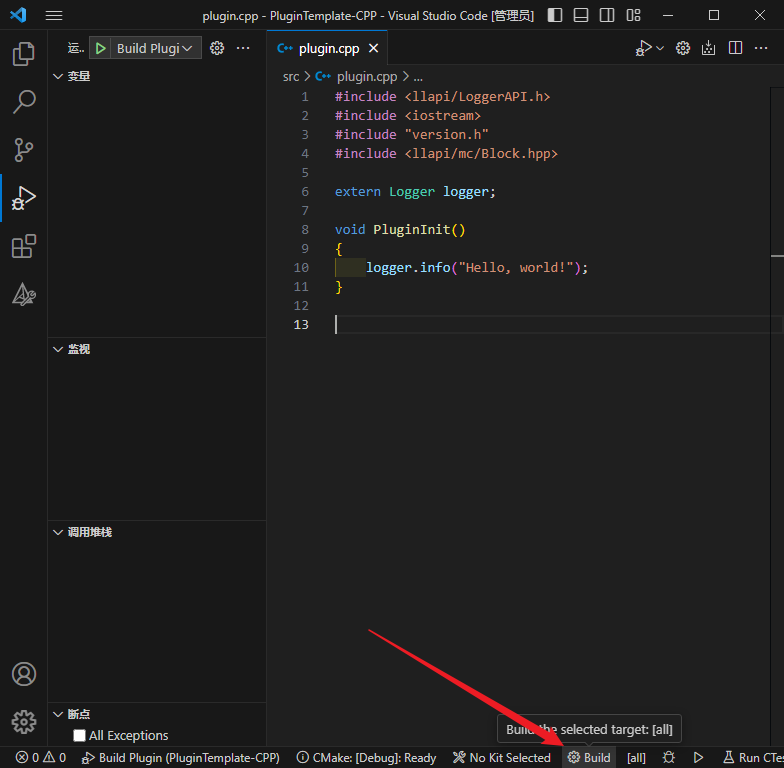 plugin.cpp - PluginTemplate-CPP - Visual Studio Code [管理员]
运.. Build Plugi
变量
监视
调用堆栈
断点
All Exceptions
plugin.cpp
src > plugin.cpp > ...
1 #include <llapi/LoggerAPI.h>
2 #include <iostream>
3 #include "version.h"
4 #include <llapi/mc/Block.hpp>
5
6 extern Logger logger;
7
8 void PluginInit()
9 {
10 logger.info("Hello, world!");
11 }
12
13
Build the selected target: [all]
0 0 Build Plugin (PluginTemplate-CPP) CMake: [Debug]: Ready No Kit Selected Build [all] Run CTe